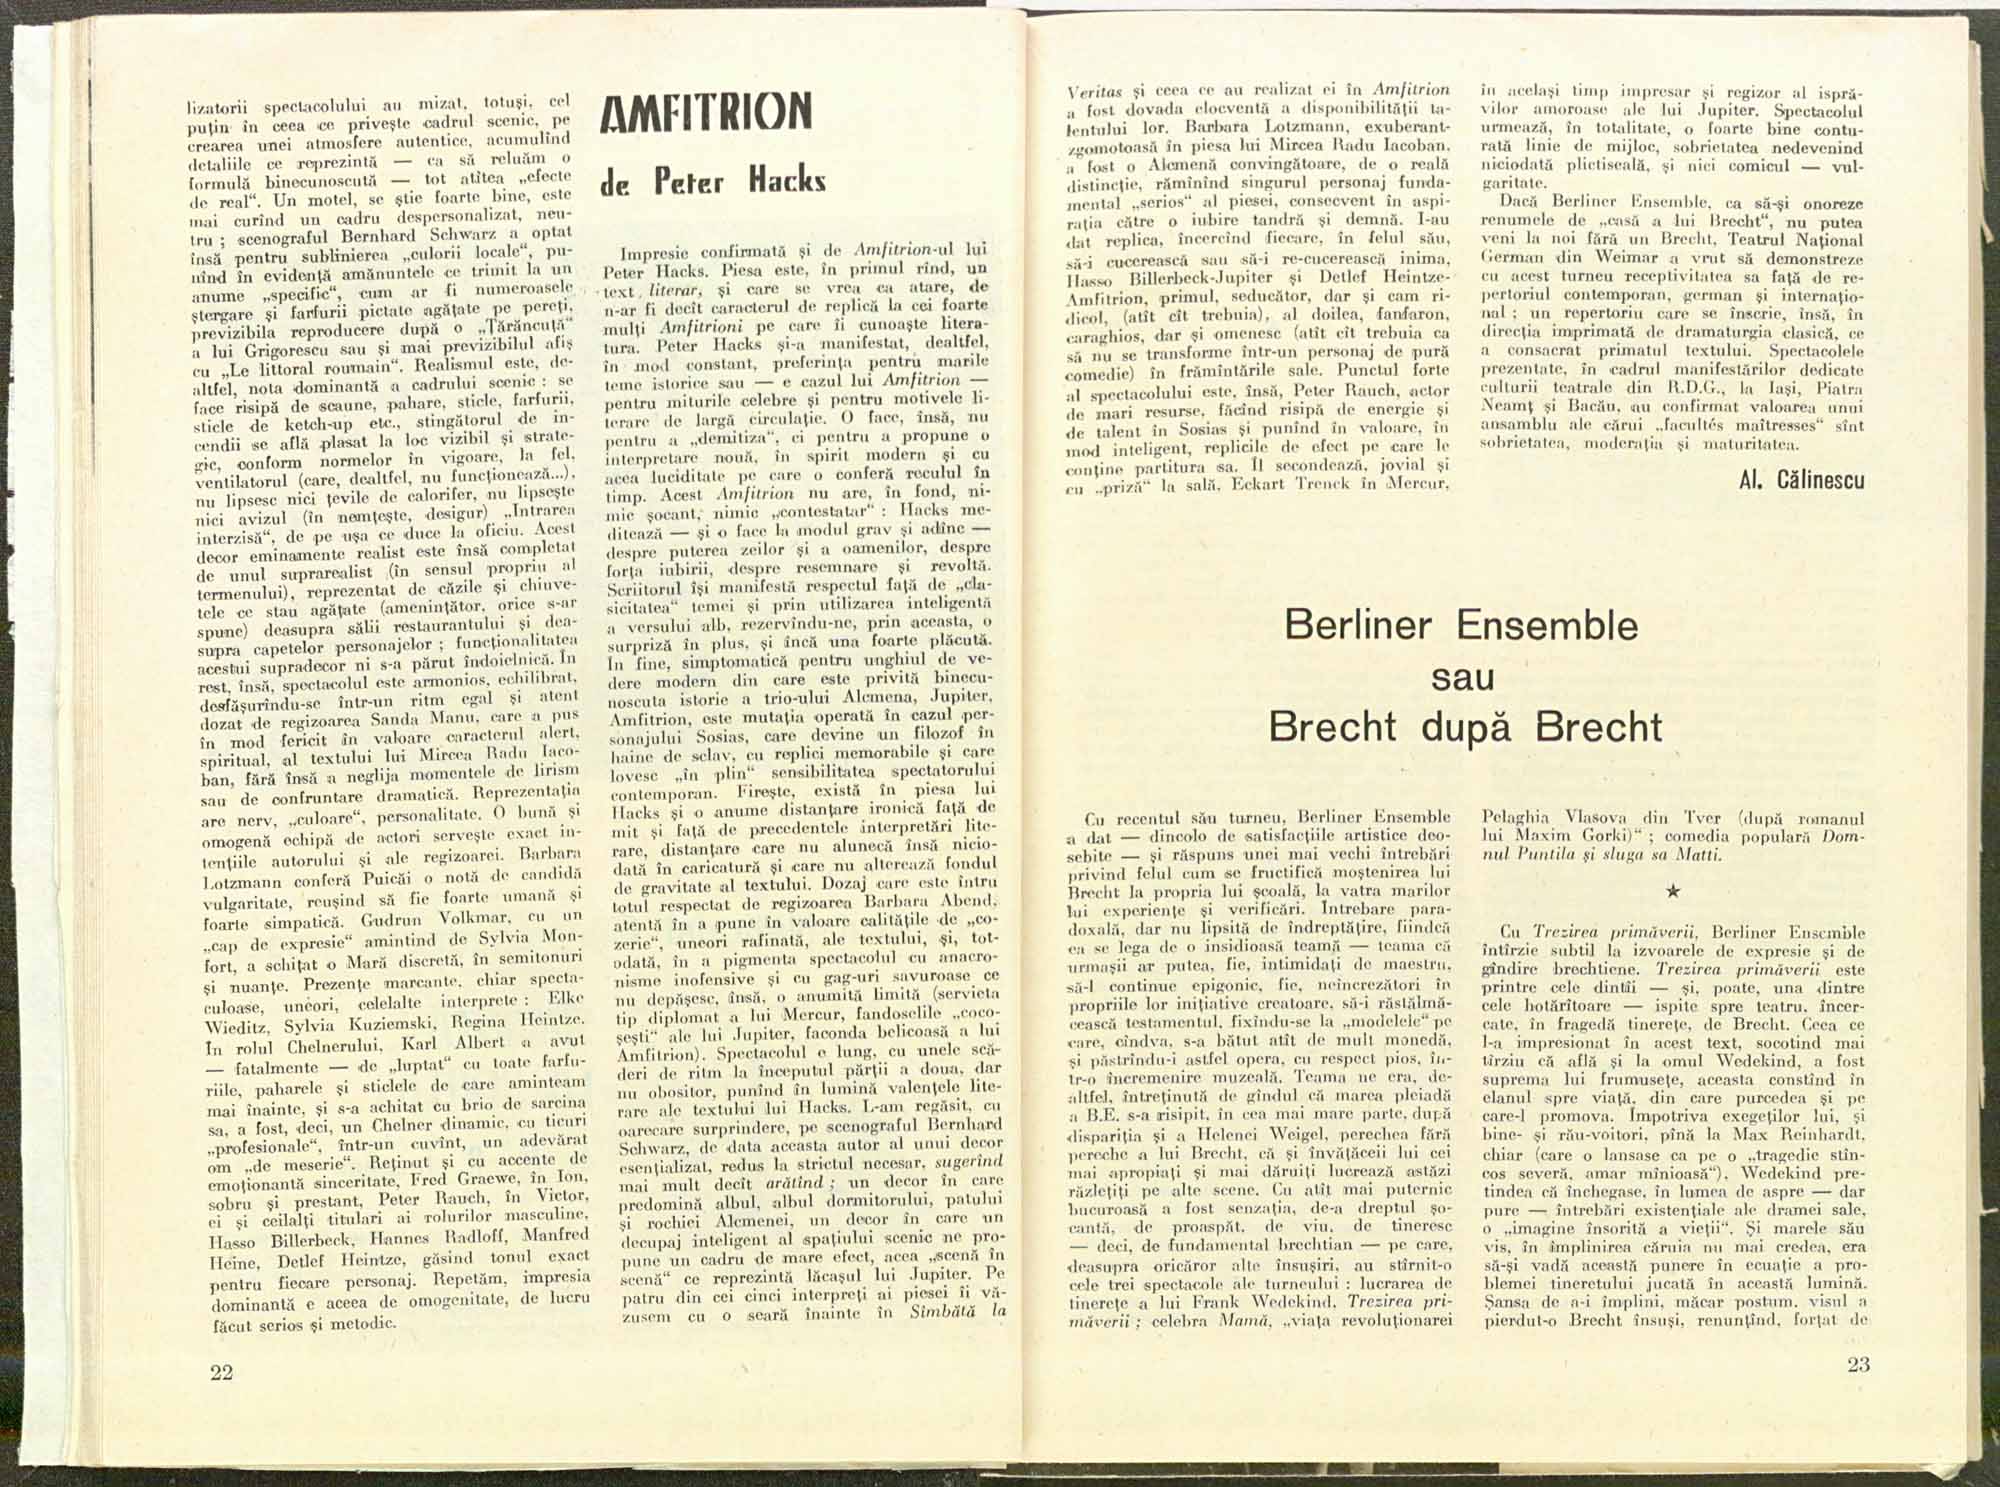 lizatorii spectacolului au mizat, totuşi, cel
puţin în ceea ce priveşte cadrul scenic, pe
crearea unei atmosfere autentice, acumulînd
detaliile ce reprezintă — ca să reluăm o
formulă binecunoscută — tot atîtea „efecte
de real“. Un motel, se ştie foarte bine, este
mai curînd un cadru despersonalizat, neu-
tru ; scenograful Bernhard Schwarz a optat
însă pentru sublinierea „culorii locale“, pu-
nînd în evidenţă amănuntele ce trimit la un
anume „specific“, cum ar fi numeroasele
ştergare şi farfurii pictate agăţate pe pereţi,
previzibila reproducere după o „Ţărăncuţă“
a lui Grigorescu sau şi mai previzibilul afiş
cu „Le littoral roumain“. Realismul este, de-
altfel, nota dominantă a cadrului scenic : se
face risipă de scaune, pahare, sticle, farfurii,
sticle de ketch-up etc., stingătorul de in-
cendii se află plasat la loc vizibil şi strate-
gic, conform normelor în vigoare, la fel,
ventilatorul (care, dealtfel, nu funcţionează...),
nu lipsesc nici ţevile de calorifer, nu lipseşte
nici avizul (în nemţeşte, desigur) „Intrarea
interzisă“, de pe uşa ce duce la oficiu. Acest
decor eminamente realist este însă completat
de unul suprarealist (în sensul propriu al
termenului), reprezentat de căzile şi chiuve-
tele ce stau agăţate (ameninţător, orice s-ar
spune) deasupra sălii restaurantului şi dea-
supra capetelor personajelor ; funcţionalitatea
acestui supradecor ni s-a părut îndoielnică. În
rest, însă, spectacolul este armonios, echilibrat,
desfăşurîndu-se într-un ritm egal şi atent
dozat de regizoarea Sanda Manu, care a pus
în mod fericit în valoare caracterul alert,
spiritual, al textului lui Mircea Radu Iaco-
ban, fără însă a neglija momentele de lirism
sau de confruntare dramatică. Reprezentaţia
are nerv, „culoare“, personalitate. O bună şi
omogenă echipă de actori serveşte exact in-
tenţiile autorului şi ale regizoarei. Barbara
Lotzmann conferă Puicăi o notă de candidă
vulgaritate, reuşind să fie foarte umană şi
foarte simpatică. Gudrun Volkmar, cu un
„cap de expresie“ amintind de Sylvia Mon-
fort, a schiţat o Mară discretă, în semitonuri
şi nuanţe. Prezenţe marcante, chiar specta-
culoase, uneori, celelalte interprete : Elke
Wieditz, Sylvia Kuziemski, Regina Heintze.
În rolul Chelnerului, Karl Albert a avut
— fatalmente — de „luptat“ cu toate farfu-
riile, paharele şi sticlele de care aminteam
mai înainte, şi s-a achitat cu brio de sarcina
sa, a fost, deci, un Chelner dinamic, cu ticuri
„profesionale“, într-un cuvînt, un adevărat
om „de meserie“. Reţinut şi cu accente de
emoţionantă sinceritate, Fred Graewe, în Ion,
sobru şi prestant, Peter Rauch, în Victor,
ei şi ceilalţi titulari ai rolurilor masculine,
Hasso Billerbeck, Hannes Radloff, Manfred
Heine, Detlef Heintze, găsind tonul exact
pentru fiecare personaj. Repetăm, impresia
dominantă e aceea de omogenitate, de lucru
făcut serios şi metodic.
22
AMFITRION
de Peter Hacks
Impresie confirmată şi de Amfitrion-ul lui
Peter Hacks. Piesa este, în primul rînd, un
text literar, şi care se vrea ca atare, de
n-ar fi decît caracterul de replică la cei foarte
mulţi Amfitrioni pe care îi cunoaşte litera-
tura. Peter Hacks şi-a manifestat, dealtfel,
în mod constant, preferinţa pentru marile
teme istorice sau — e cazul lui Amfitrion —
pentru miturile celebre şi pentru motivele li-
terare de largă circulaţie. O face, însă, nu
pentru a „demitiza“, ci pentru a propune o
interpretare nouă, în spirit modern şi cu
acea luciditate pe care o conferă reculul în
timp. Acest Amfitrion nu are, în fond, ni-
mic şocant, nimic „contestatar“ : Hacks me-
ditează — şi o face la modul grav şi adînc —
despre puterea zeilor şi a oamenilor, despre
forţa iubirii, despre resemnare şi revoltă.
Scriitorul îşi manifestă respectul faţă de „cla-
sicitatea“ temei şi prin utilizarea inteligentă
a versului alb, rezervîndu-ne, prin aceasta, o
surpriză în plus, şi încă una foarte plăcută.
În fine, simptomatică pentru unghiul de ve-
dere modern din care este privită binecu-
noscuta istorie a trio-ului Alcmena, Jupiter,
Amfitrion, este mutaţia operată în cazul per-
sonajului Sosias, care devine un filozof în
haine de sclav, cu replici memorabile şi care
lovesc „în plin“ sensibilitatea spectatorului
contemporan. Fireşte, există în piesa lui
Hacks şi o anume distanţare ironică faţă de
mit şi faţă de precedentele interpretări lite-
rare, distanţare care nu alunecă însă nicio-
dată în caricatură şi care nu alterează fondul
de gravitate al textului. Dozaj care este întru
totul respectat de regizoarea Barbara Abend,
atentă în a pune în valoare calităţile de „co-
zerie“, uneori rafinată, ale textului, şi, tot-
odată, în a pigmenta spectacolul cu anacro-
nisme inofensive şi cu gag-uri savuroase ce
nu depăşesc, însă, o anumită limită (servieta
tip diplomat a lui Mercur, fandoselile „coco-
şeşti“ ale lui Jupiter, faconda belicoasă a lui
Amfitrion). Spectacolul e lung, cu unele scă-
deri de ritm la începutul părţii a doua, dar
nu obositor, punînd în lumină valenţele lite-
rare ale textului lui Hacks. L-am regăsit, cu
oarecare surprindere, pe scenograful Bernhard
Schwarz, de data aceasta autor al unui decor
esenţializat, redus la strictul necesar, sugerînd
mai mult decît arătînd ; un decor în care
predomină albul, albul dormitorului, patului
şi rochiei Alcmenei, un decor în care un
decupaj inteligent al spaţiului scenic ne pro-
pune un cadru de mare efect, acea „scenă în
scenă“ ce reprezintă lăcaşul lui Jupiter. Pe
patru din cei cinci interpreţi ai piesei îi vă-
zusem cu o seară înainte în Simbătă la
Veritas şi ceea ce au realizat ei în Amfitrion
a fost dovada elocventă a disponibilităţii ta-
lentului lor. Barbara Lotzmann, exuberant-
zgomotoasă în piesa lui Mircea Radu Iacoban,
a fost o Alcmenă convingătoare, de o reală
distincţie, rămînînd singurul personaj funda-
mental „serios“ al piesei, consecvent în aspi-
raţia către o iubire tandră şi demnă. I-au
dat replica, încercînd fiecare, în felul său,
să-i cucerească sau să-i re-cucerească inima,
Hasso Billerbeck-Jupiter şi Detlef Heintze-
Amfitrion, primul, seducător, dar şi cam ri-
dicol, (atît cît trebuia), al doilea, fanfaron,
caraghios, dar şi omenesc (atît cît trebuia ca
să nu se transforme într-un personaj de pură
comedie) în frămîntările sale. Punctul forte
al spectacolului este, însă, Peter Rauch, actor
de mari resurse, făcînd risipă de energie şi
de talent în Sosias şi punînd în valoare, în
mod inteligent, replicile de efect pe care le
conţine partitura sa. Îl secondează, jovial şi
cu „priză“ la sală, Eckart Trenck în Mercur,
în acelaşi timp impresar şi regizor al ispră-
vilor amoroase ale lui Jupiter. Spectacolul
urmează, în totalitate, o foarte bine contu-
rată linie de mijloc, sobrietatea nedevenind
niciodată plictiseală, şi nici comicul — vul-
garitate.
Dacă Berliner Ensemble, ca să-şi onoreze
renumele de „casă a lui Brecht“, nu putea
veni la noi fără un Brecht, Teatrul Naţional
German din Weimar a vrut să demonstreze
cu acest turneu receptivitatea sa faţă de re-
pertoriul contemporan, german şi internaţio-
nal ; un repertoriu care se înscrie, însă, în
direcţia imprimată de dramaturgia clasică, ce
a consacrat primatul textului. Spectacolele
prezentate, în cadrul manifestărilor dedicate
culturii teatrale din R.D.G., la Iaşi, Piatra
Neamţ şi Bacău, au confirmat valoarea unui
ansamblu ale cărui „facultés maîtresses“ sînt
sobrietatea, moderaţia şi maturitatea.
Al. Călinescu
Berliner Ensemble
sau
Brecht după Brecht
Cu recentul său turneu, Berliner Ensemble
a dat — dincolo de satisfacţiile artistice deo-
sebite — şi răspuns unei mai vechi întrebări
privind felul cum se fructifică moştenirea lui
Brecht la propria lui şcoală, la vatra marilor
lui experienţe şi verificări. Intrebare para-
doxală, dar nu lipsită de îndreptăţire, fiindcă
ea se lega de o insidioasă teamă — teama că
urmaşii ar putea, fie, intimidaţi de maestru,
să-l continue epigonic, fie, neîncrezători în
propriile lor iniţiative creatoare, să-i răstălmă-
cească testamentul, fixîndu-se la „modelele“ pe
care, cîndva, s-a bătut atît de mult monedă,
şi păstrîndu-i astfel opera, cu respect pios, în-
tr-o încremenire muzeală. Teama ne era, de-
altfel, întreţinută de gîndul că marea pleiadă
a B.E. s-a risipit, în cea mai mare parte, după
dispariţia şi a Helenei Weigel, perechea fără
pereche a lui Brecht, că şi învăţăceii lui cei
mai apropiaţi şi mai dăruiţi lucrează astăzi
răzleţiţi pe alte scene. Cu atît mai puternic
bucuroasă a fost senzaţia, de-a dreptul şo-
cantă, de proaspăt, de viu, de tineresc
— deci, de fundamental brechtian — pe care,
deasupra oricăror alte însuşiri, au stîrnit-o
cele trei spectacole ale turneului : lucrarea de
tinereţe a lui Frank Wedekind, Trezirea pri-
măverii ; celebra Mamă, „viaţa revoluţionarei
Pelaghia Vlasova din Tver (după romanul
lui Maxim Gorki)“ ; comedia populară Dom-
nul Puntila şi sluga sa Matti.
★
Cu Trezirea primăverii, Berliner Ensemble
întîrzie subtil la izvoarele de expresie şi de
gîndire brechtiene. Trezirea primăverii este
printre cele dintîi — şi, poate, una dintre
cele hotărîtoare — ispite spre teatru, încer-
cate, în fragedă tinereţe, de Brecht. Ceea ce
l-a impresionat în acest text, socotind mai
tîrziu că află şi la omul Wedekind, a fost
suprema lui frumuseţe, aceasta constînd în
elanul spre viaţă, din care purcedea şi pe
care-l promova. Impotriva exegeţilor lui, şi
bine- şi rău-voitori, pînă la Max Reinhardt,
chiar (care o lansase ca pe o „tragedie stîn-
cos severă, amar mînioasă“), Wedekind pre-
tindea că închegase, în lumea de aspre — dar
pure — întrebări existenţiale ale dramei sale,
o „imagine însorită a vieţii“. Şi marele său
vis, în împlinirea căruia nu mai credea, era
să-şi vadă această punere în ecuaţie a pro-
blemei tineretului jucată în această lumină.
Şansa de a-i împlini, măcar postum, visul a
pierdut-o Brecht însuşi, renunţînd, forţat de
23